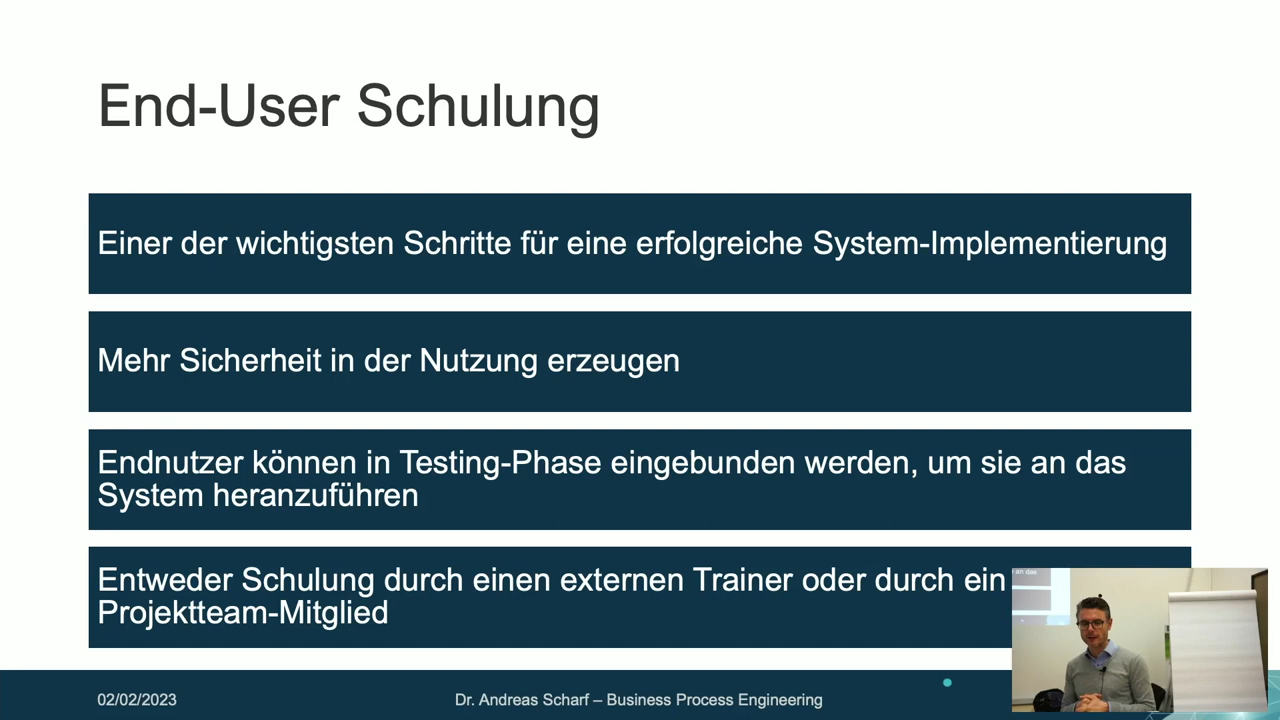 End-User Schulung
Einer der wichtigsten Schritte für eine erfolgreiche System-Implementierung
Mehr Sicherheit in der Nutzung erzeugen
Endnutzer können in Testing-Phase eingebunden werden, um sie an das
System heranzuführen
Entweder Schulung durch einen externen Trainer oder durch ein
Projektteam-Mitglied
an das
02/02/2023
Dr. Andreas Scharf – Business Process Engineering